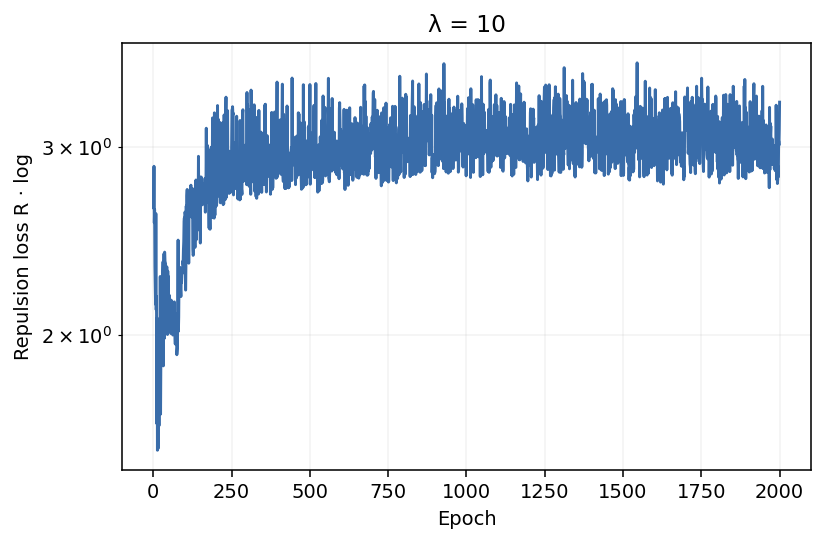 λ = 10
Repulsion loss R · log
3 × 10⁰
2 × 10⁰
0 250 500 750 1000 1250 1500 1750 2000
Epoch